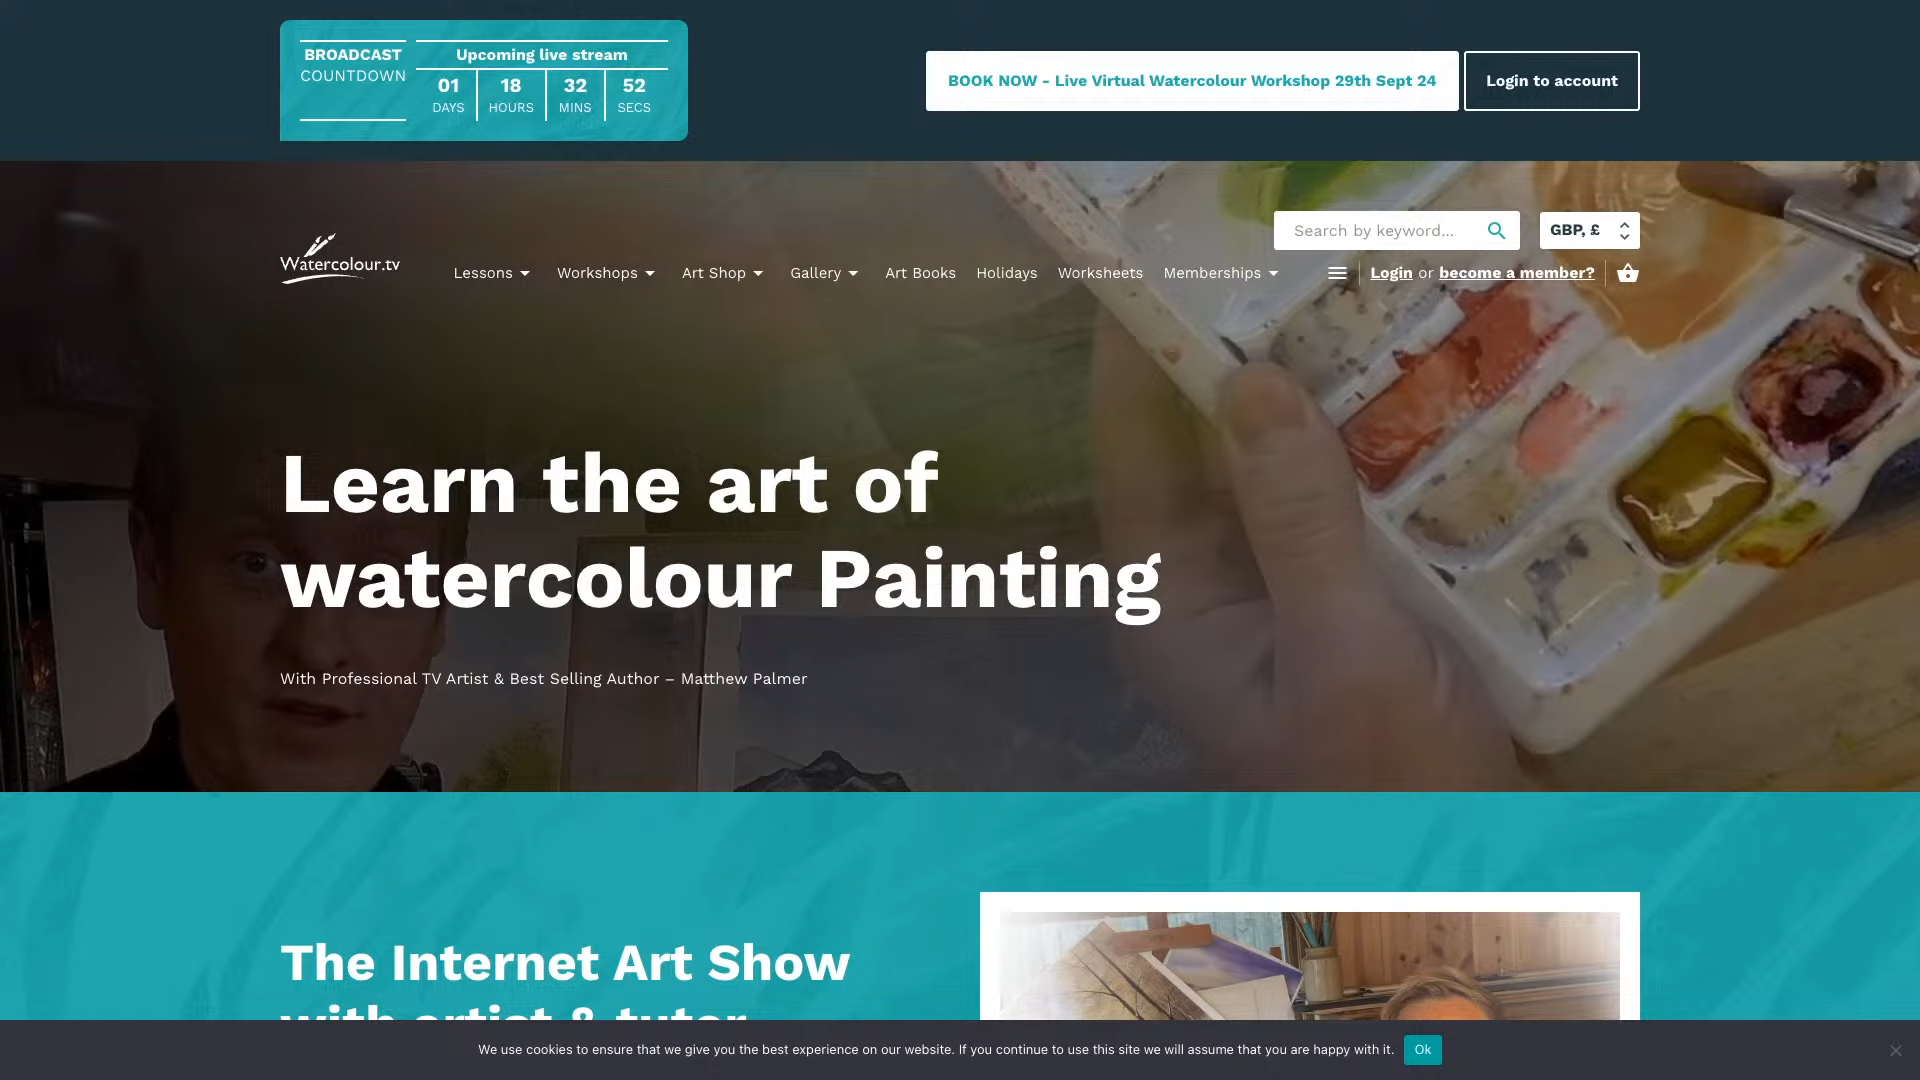 BROADCAST
COUNTDOWN
Upcoming live stream
01 18 32 52
DAYS HOURS MINS SECS
BOOK NOW - Live Virtual Watercolour Workshop 29th Sept 24
Login to account
Search by keyword...
GBP, £
Watercolour.tv
Lessons Workshops Art Shop Gallery Art Books Holidays Worksheets Memberships
Login or become a member?
Learn the art of
watercolour Painting
With Professional TV Artist & Best Selling Author – Matthew Palmer
The Internet Art Show
with artist & tutor
We use cookies to ensure that we give you the best experience on our website. If you continue to use this site we will assume that you are happy with it.
Ok